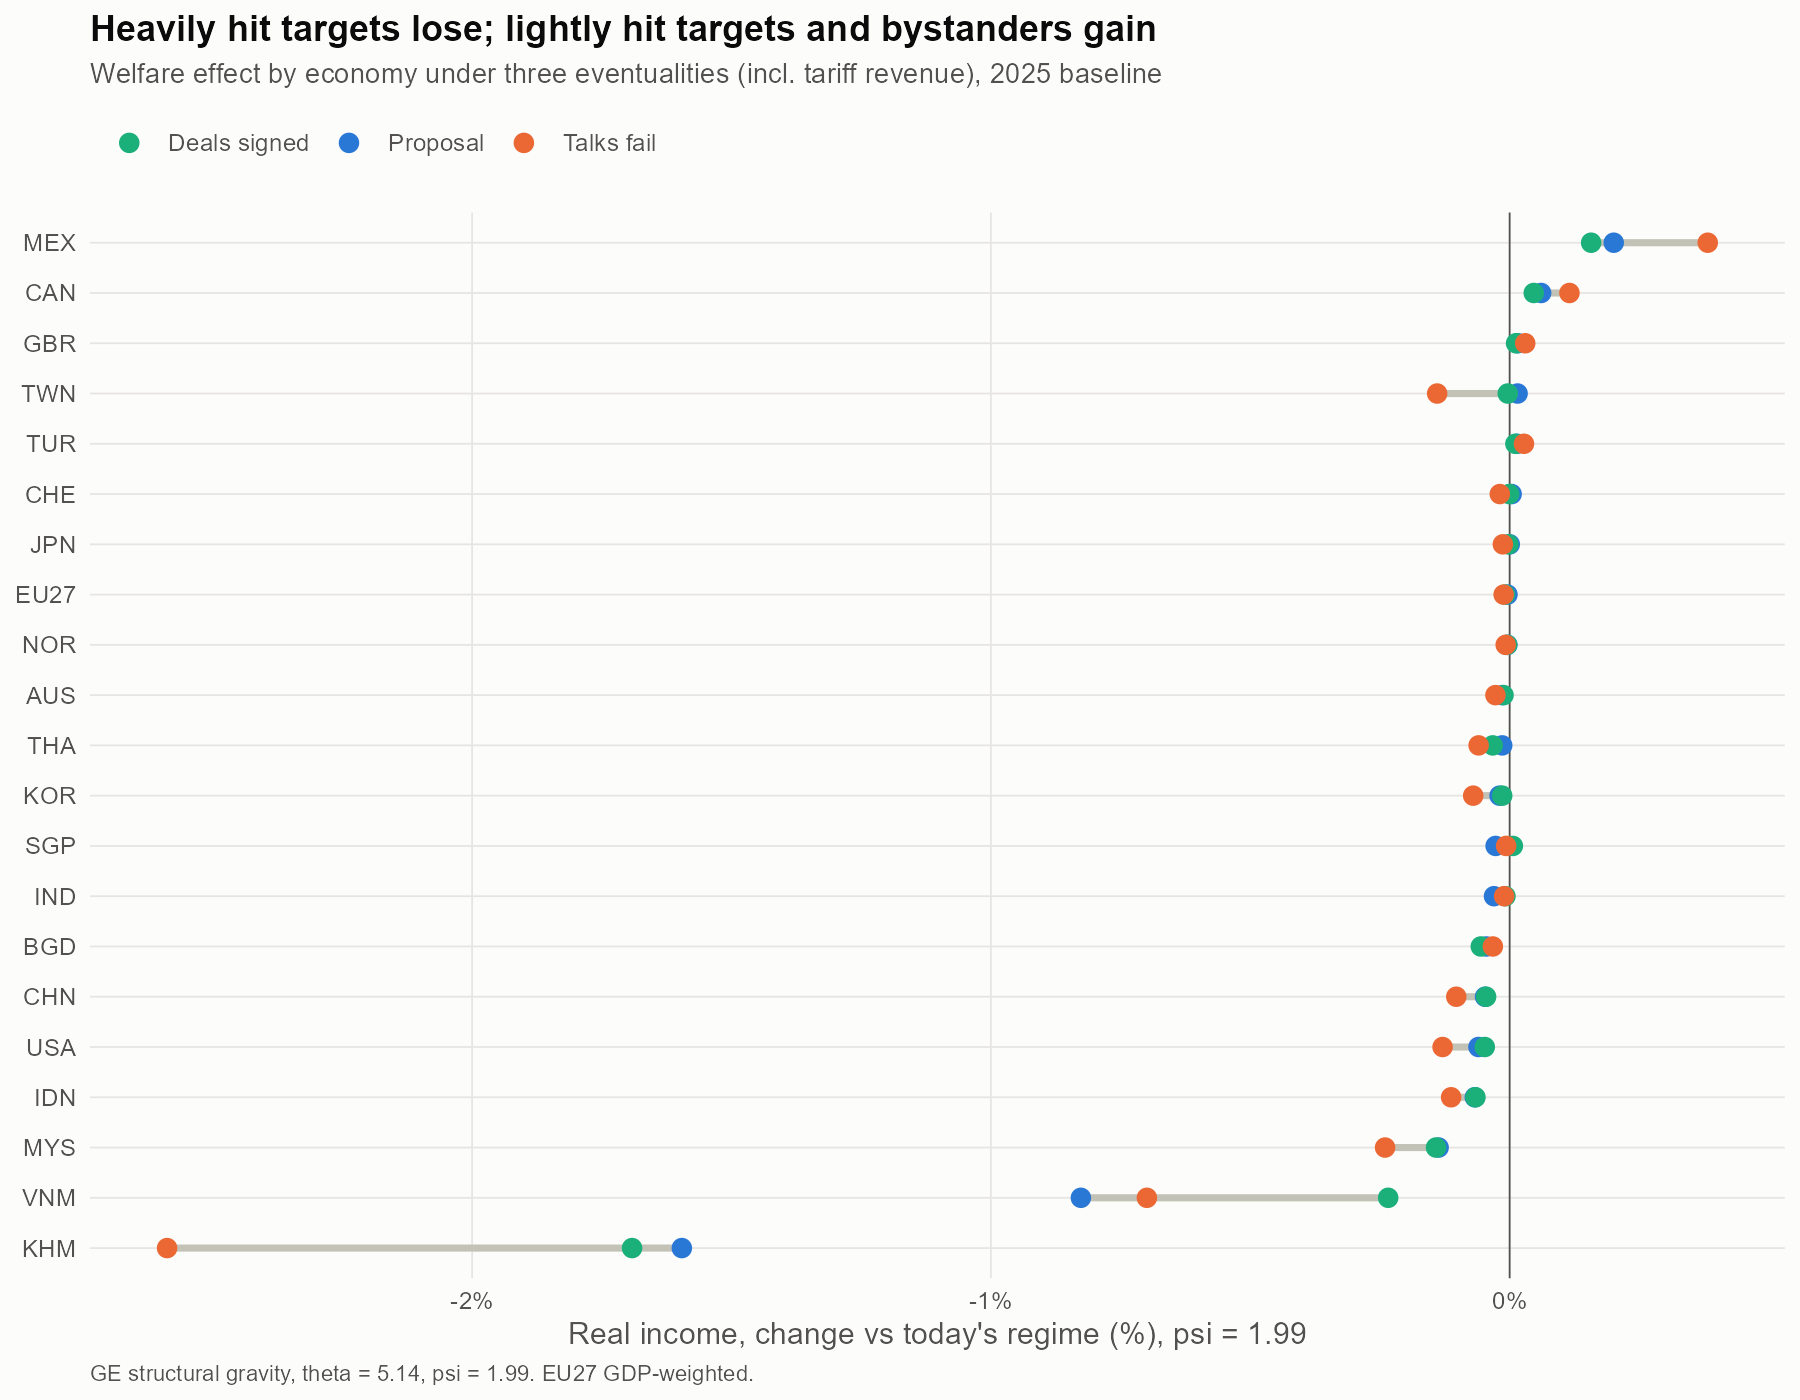 Heavily hit targets lose; lightly hit targets and bystanders gain
Welfare effect by economy under three eventualities (incl. tariff revenue), 2025 baseline
Deals signed Proposal Talks fail
MEX
CAN
GBR
TWN
TUR
CHE
JPN
EU27
NOR
AUS
THA
KOR
SGP
IND
BGD
CHN
USA
IDN
MYS
VNM
KHM
-2% -1% 0%
Real income, change vs today's regime (%), psi = 1.99
GE structural gravity, theta = 5.14, psi = 1.99. EU27 GDP-weighted.